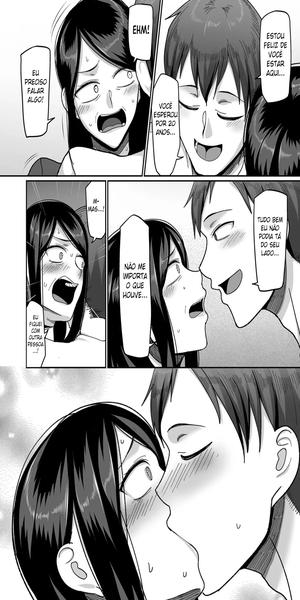 ESTOU
FELIZ DE
VOCÊ
ESTAR
AQUI...
EHM!
EU
PRECISO
FALAR
ALGO!
VOCÊ
ESPEROU
POR 20
ANOS...
TUDO BEM
EU NÃO
PODIA
TÁ DO
SEU
LADO...
NÃO ME
IMPORTA
O QUE
HOUVE...
M-
MAS...!
EU
FIQUEI
COM
OUTRA
PESSOA
...!